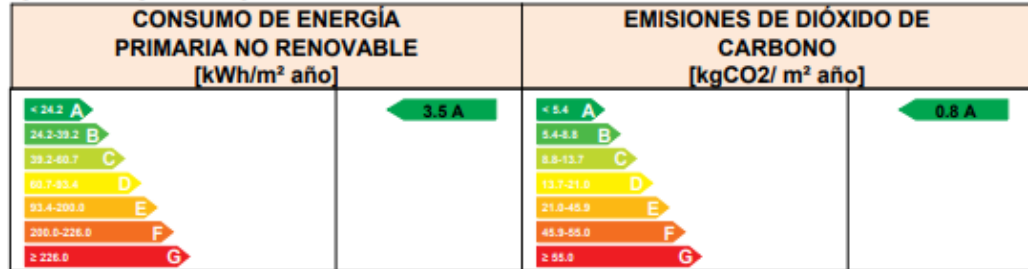 CONSUMO DE ENERGÍA
PRIMARIA NO RENOVABLE
[kWh/m² año]
EMISIONES DE DIÓXIDO DE
CARBONO
[kgCO2/ m² año]
< 24.2 A
24.2-39.2 B
39.2-60.7 C
60.7-93.4 D
93.4-200.0 E
200.0-226.0 F
≥ 226.0 G
3.5 A
< 5.4 A
5.4-8.8 B
8.8-13.7 C
13.7-21.0 D
21.0-45.9 E
45.9-55.0 F
≥ 55.0 G
0.8 A